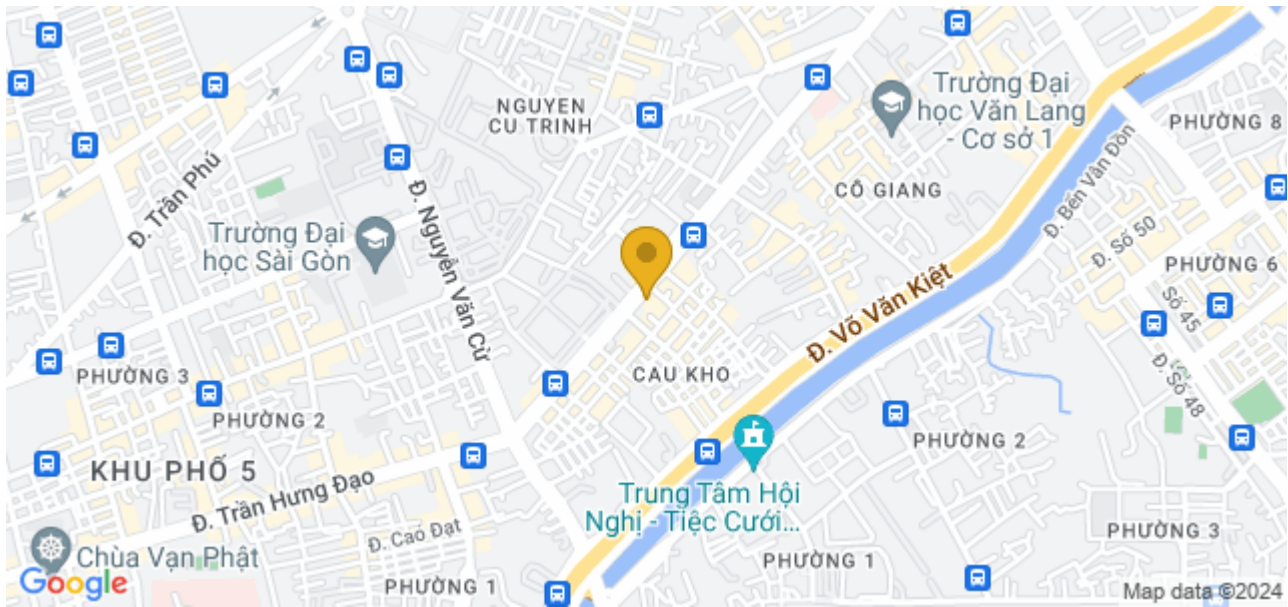 NGUYEN
CU TRINH
Trường Đại
học Văn Lang
- Cơ sở 1
PHƯỜNG 8
Đ. Trần Phú
CÔ GIANG
Đ. Bến Vân Đồn
Trường Đại
học Sài Gòn
Đ. Nguyễn Văn Cừ
Đ. Số 50
PHƯỜNG 6
Đ. Võ Văn Kiệt
Số 45
PHƯỜNG 3
CAU KHO
Đ. Số 48
PHƯỜNG 2
PHƯỜNG 2
KHU PHỐ 5
Đ. Trần Hưng Đạo
Trung Tâm Hội
Nghị - Tiệc Cưới...
Đ. Cao Đạt
PHƯỜNG 3
Chùa Vạn Phật
PHƯỜNG 1
PHƯỜNG 1
Google
Map data ©2024